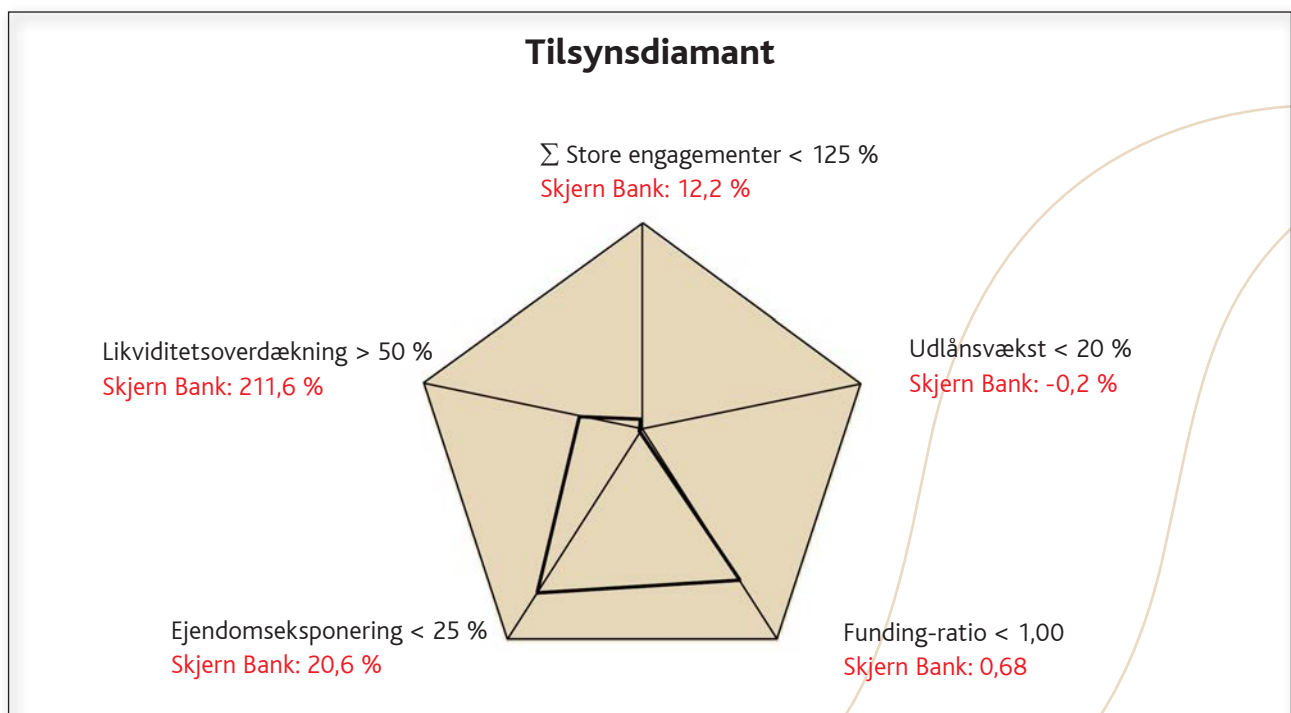 Tilsynsdiamant
∑ Store engagementer < 125 %
Skjern Bank: 12,2 %
Likviditetsoverdækning > 50 %
Skjern Bank: 211,6 %
Udlånsvækst < 20 %
Skjern Bank: -0,2 %
Ejendomseksponering < 25 %
Skjern Bank: 20,6 %
Funding-ratio < 1,00
Skjern Bank: 0,68